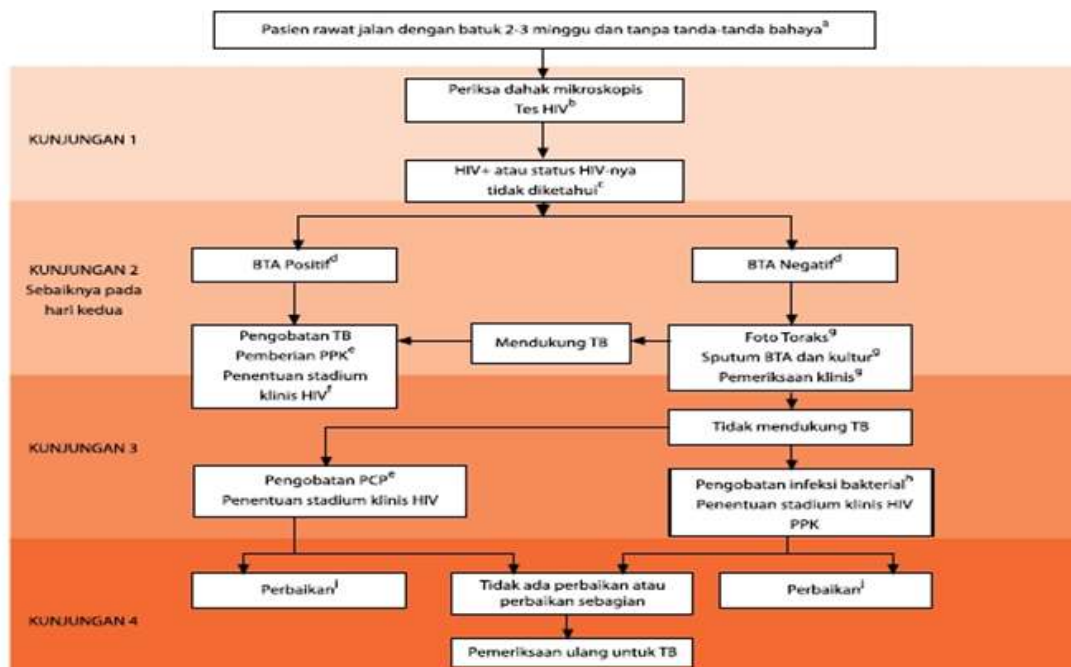 Pasien rawat jalan dengan batuk 2-3 minggu dan tanpa tanda-tanda bahaya a
KUNJUNGAN 1
Periksa dahak mikroskopis
Tes HIV b
HIV+ atau status HIV-nya
tidak diketahui c
KUNJUNGAN 2
Sebaiknya pada
hari kedua
BTA Positif d
BTA Negatif d
Pengobatan TB
Pemberian PPK e
Penentuan stadium
klinis HIV f
Mendukung TB
Foto Toraks g
Sputum BTA dan kultur g
Pemeriksaan klinis g
KUNJUNGAN 3
Tidak mendukung TB
Pengobatan PCP e
Penentuan stadium klinis HIV
Pengobatan infeksi bakterial h
Penentuan stadium klinis HIV
PPK
KUNJUNGAN 4
Perbaikan j
Tidak ada perbaikan atau
perbaikan sebagian
Perbaikan j
Pemeriksaan ulang untuk TB